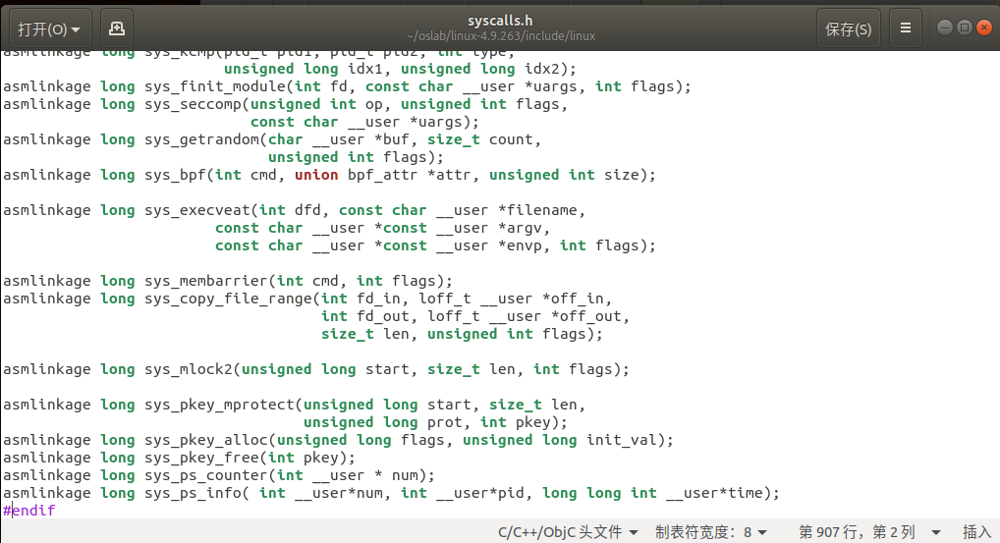 打开(O)
syscalls.h
~/oslab/linux-4.9.263/include/linux
保存(S)
asmlinkage long sys_kcmp(pid_t pid1, pid_t pid2, int type,
unsigned long idx1, unsigned long idx2);
asmlinkage long sys_finit_module(int fd, const char __user *uargs, int flags);
asmlinkage long sys_seccomp(unsigned int op, unsigned int flags,
const char __user *uargs);
asmlinkage long sys_getrandom(char __user *buf, size_t count,
unsigned int flags);
asmlinkage long sys_bpf(int cmd, union bpf_attr *attr, unsigned int size);
asmlinkage long sys_execveat(int dfd, const char __user *filename,
const char __user *const __user *argv,
const char __user *const __user *envp, int flags);
asmlinkage long sys_membarrier(int cmd, int flags);
asmlinkage long sys_copy_file_range(int fd_in, loff_t __user *off_in,
int fd_out, loff_t __user *off_out,
size_t len, unsigned int flags);
asmlinkage long sys_mlock2(unsigned long start, size_t len, int flags);
asmlinkage long sys_pkey_mprotect(unsigned long start, size_t len,
unsigned long prot, int pkey);
asmlinkage long sys_pkey_alloc(unsigned long flags, unsigned long init_val);
asmlinkage long sys_pkey_free(int pkey);
asmlinkage long sys_ps_counter(int __user * num);
asmlinkage long sys_ps_info( int __user*num, int __user*pid, long long int __user*time);
#endif
C/C++/ObjC 头文件 制表符宽度：8 第 907 行，第 2 列 插入